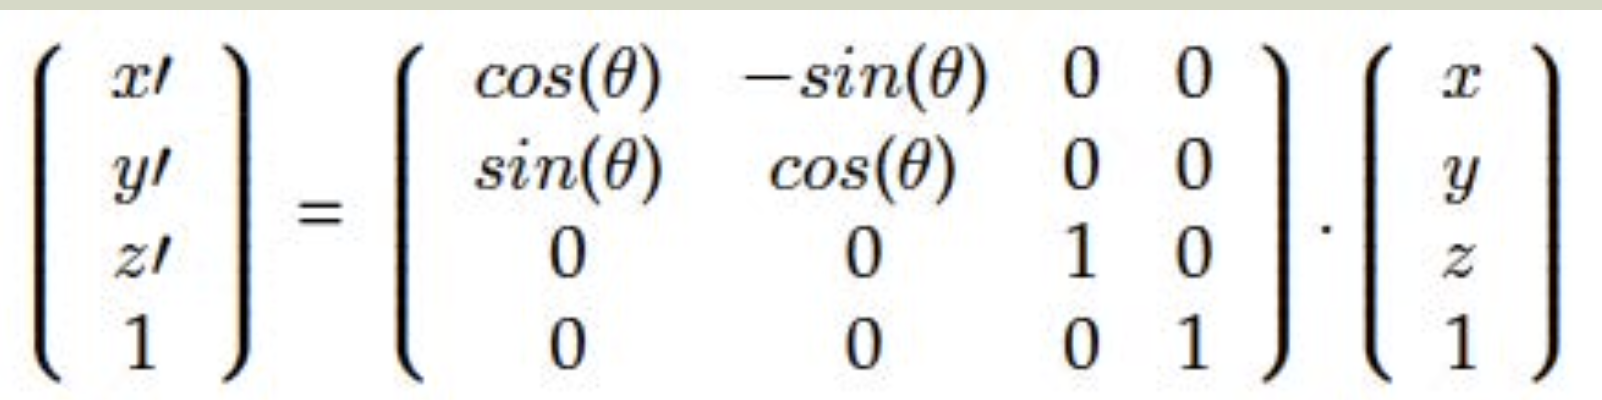 x′ cos(θ) −sin(θ) 0 0 x
y′ sin(θ) cos(θ) 0 0 y
z′ = 0 0 1 0 · z
1 0 0 0 1 1